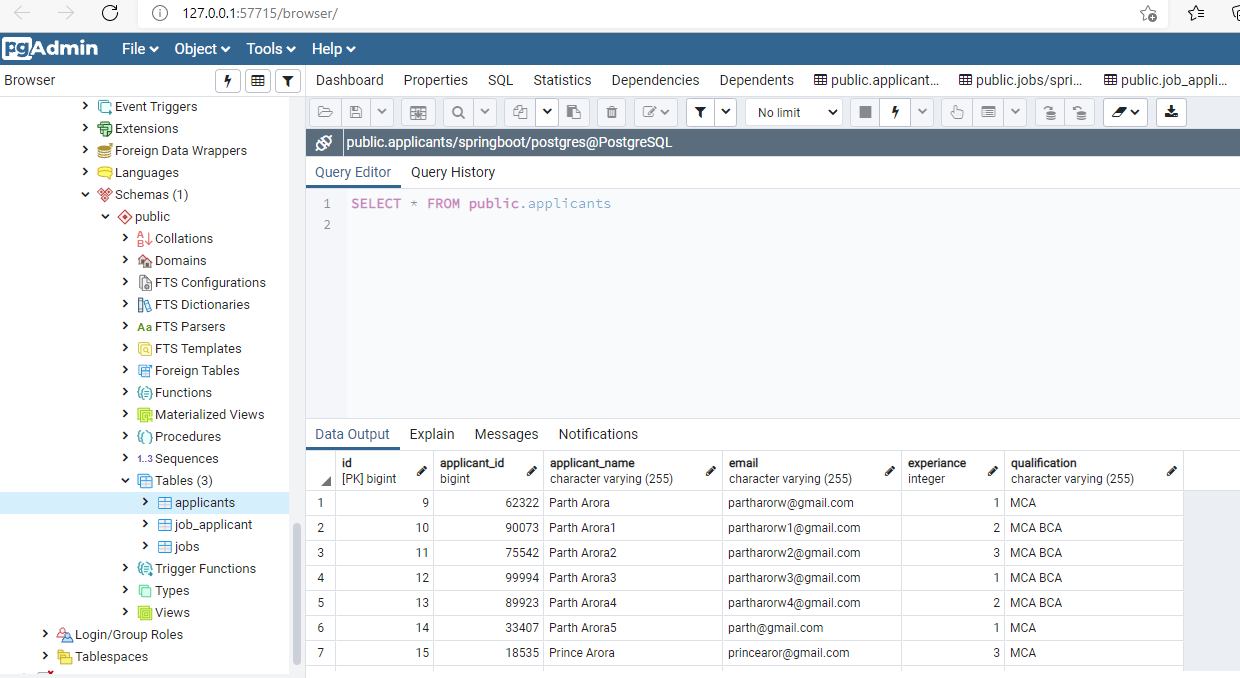 127.0.0.1:57715/browser/
pgAdmin File Object Tools Help
Browser
Dashboard Properties SQL Statistics Dependencies Dependents public.applicant... public.jobs/spri... public.job_appli...
Event Triggers
Extensions
Foreign Data Wrappers
Languages
Schemas (1)
public
Collations
Domains
FTS Configurations
FTS Dictionaries
Aa FTS Parsers
FTS Templates
Foreign Tables
Functions
Materialized Views
Procedures
1..3 Sequences
Tables (3)
applicants
job_applicant
jobs
Trigger Functions
Types
Views
Login/Group Roles
Tablespaces
No limit
public.applicants/springboot/postgres@PostgreSQL
Query Editor Query History
1 SELECT * FROM public.applicants
2
Data Output Explain Messages Notifications
id applicant_id applicant_name email experiance qualification
[PK] bigint bigint character varying (255) character varying (255) integer character varying (255)
1 9 62322 Parth Arora partharorw@gmail.com 1 MCA
2 10 90073 Parth Arora1 partharorw1@gmail.com 2 MCA BCA
3 11 75542 Parth Arora2 partharorw2@gmail.com 3 MCA BCA
4 12 99994 Parth Arora3 partharorw3@gmail.com 1 MCA BCA
5 13 89923 Parth Arora4 partharorw4@gmail.com 2 MCA BCA
6 14 33407 Parth Arora5 parth@gmail.com 1 MCA
7 15 18535 Prince Arora princearor@gmail.com 3 MCA